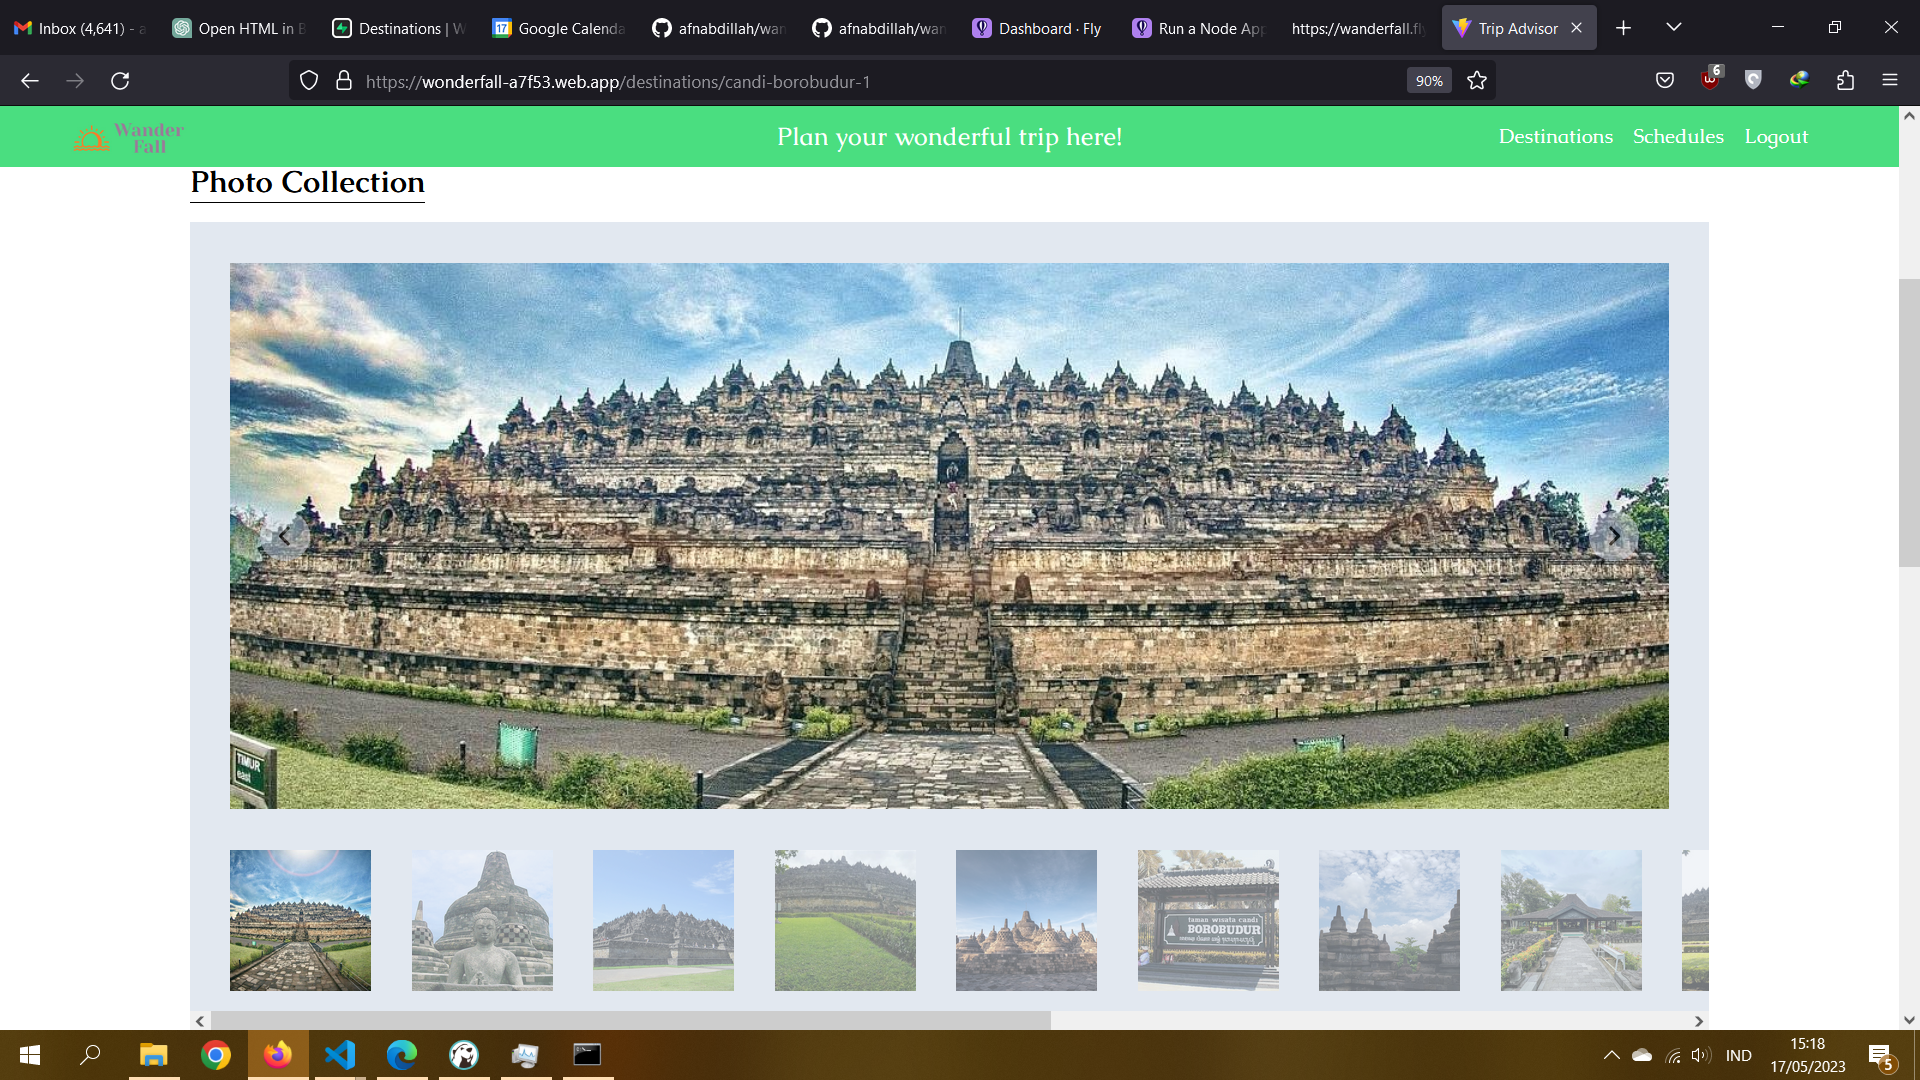 Inbox (4,641) - a
Open HTML in B
Destinations | W
Google Calenda
afnabdillah/wan
afnabdillah/wan
Dashboard · Fly
Run a Node App
https://wanderfall.fly
Trip Advisor
https://wonderfall-a7f53.web.app/destinations/candi-borobudur-1
90%
6
Wander
Fall
Plan your wonderful trip here!
Destinations
Schedules
Logout
Photo Collection
TIMUR
east
taman wisata candi
BOROBUDUR
IND
15:18
17/05/2023
5